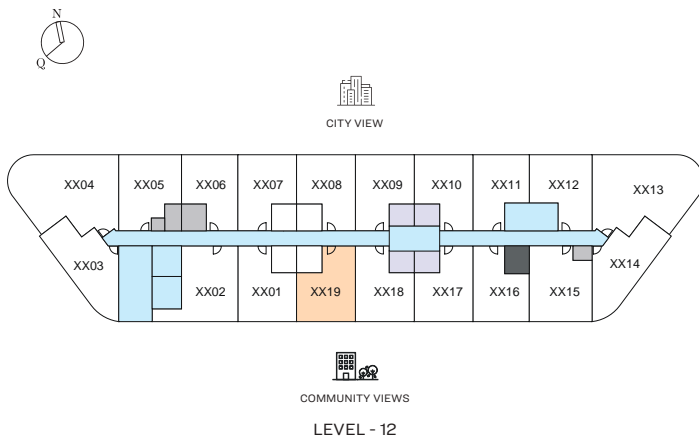 N
Q
CITY VIEW
XX04 XX05 XX06 XX07 XX08 XX09 XX10 XX11 XX12 XX13
XX03 XX02 XX01 XX19 XX18 XX17 XX16 XX15 XX14
COMMUNITY VIEWS
LEVEL - 12